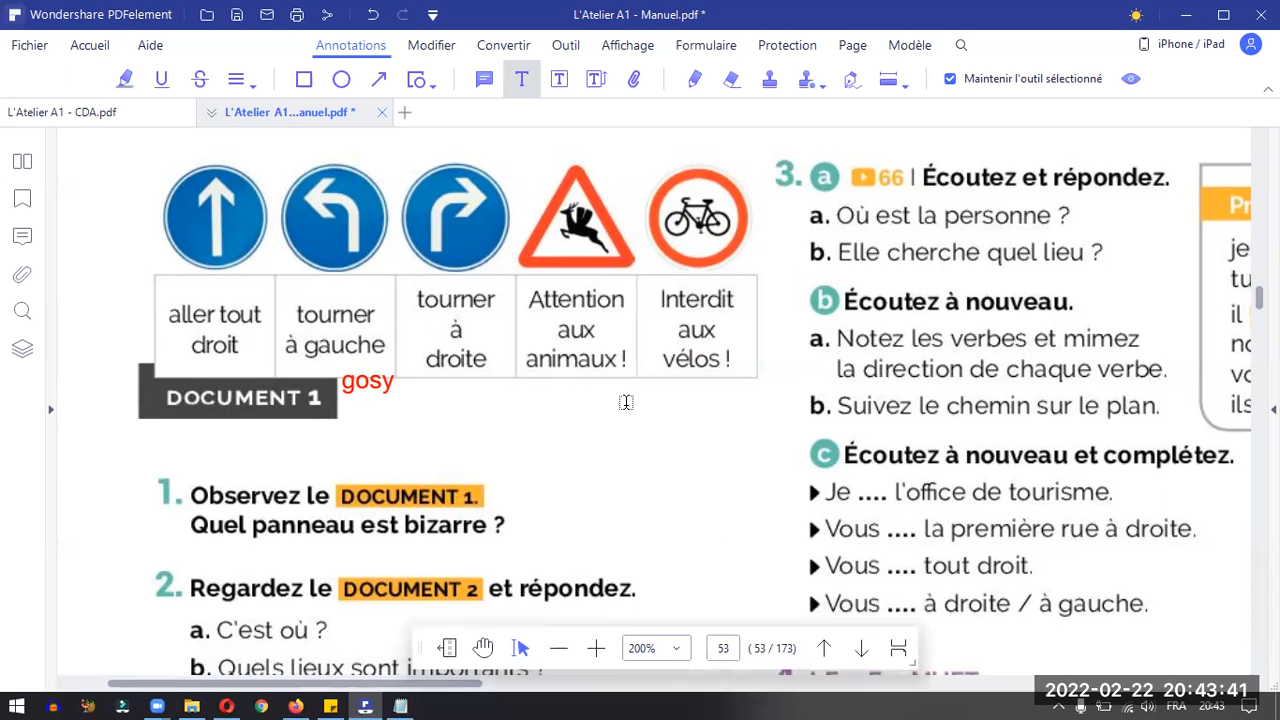 Wondershare PDFelement
L'Atelier A1 - Manuel.pdf *
Fichier Accueil Aide Annotations Modifier Convertir Outil Affichage Formulaire Protection Page Modèle iPhone / iPad
Maintenir l'outil sélectionné
L'Atelier A1 - CDA.pdf
L'Atelier A1...anuel.pdf *
aller tout
droit
tourner
à gauche
tourner
à
droite
Attention
aux
animaux !
Interdit
aux
vélos !
gosy
DOCUMENT 1
1. Observez le DOCUMENT 1.
Quel panneau est bizarre ?
2. Regardez le DOCUMENT 2 et répondez.
a. C'est où ?
b. Quels lieux sont importants ?
3. a 66 | Écoutez et répondez.
a. Où est la personne ?
b. Elle cherche quel lieu ?
b Écoutez à nouveau.
a. Notez les verbes et mimez
la direction de chaque verbe.
b. Suivez le chemin sur le plan.
c Écoutez à nouveau et complétez.
Je .... l'office de tourisme.
Vous .... la première rue à droite.
Vous .... tout droit.
Vous .... à droite / à gauche.
Pr
je
tu
il
no
vo
ils
200% 53 ( 53 / 173)
2022-02-22 20:43:41
FRA 20:43